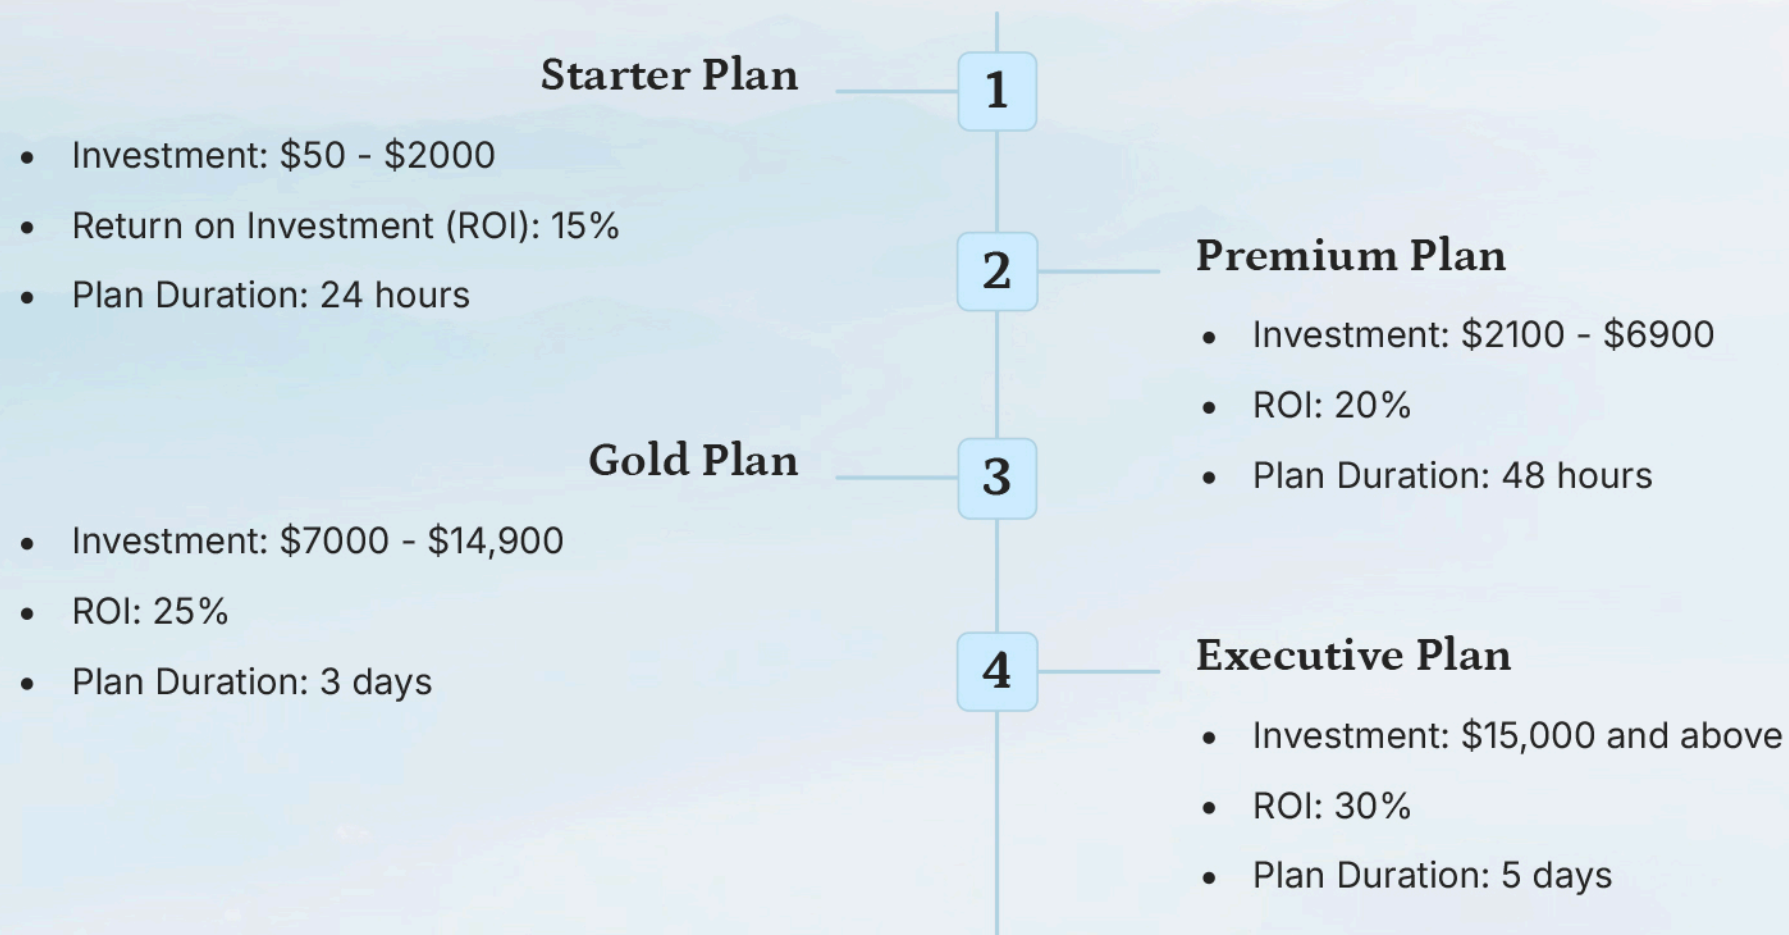 1
Starter Plan
• Investment: $50 - $2000
• Return on Investment (ROI): 15%
• Plan Duration: 24 hours
2
Premium Plan
• Investment: $2100 - $6900
• ROI: 20%
• Plan Duration: 48 hours
3
Gold Plan
• Investment: $7000 - $14,900
• ROI: 25%
• Plan Duration: 3 days
4
Executive Plan
• Investment: $15,000 and above
• ROI: 30%
• Plan Duration: 5 days